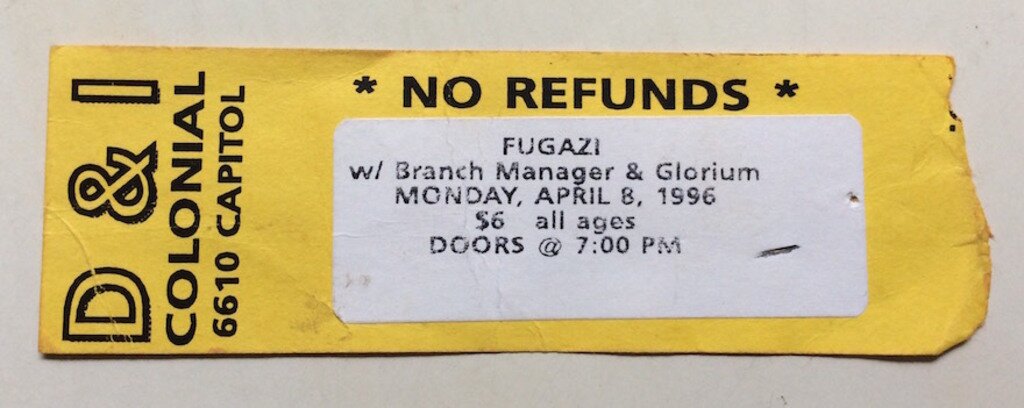 D & I
COLONIAL
6610 CAPITOL
* NO REFUNDS *
FUGAZI
w/ Branch Manager & Glorium
MONDAY, APRIL 8, 1996
$6 all ages
DOORS @ 7:00 PM